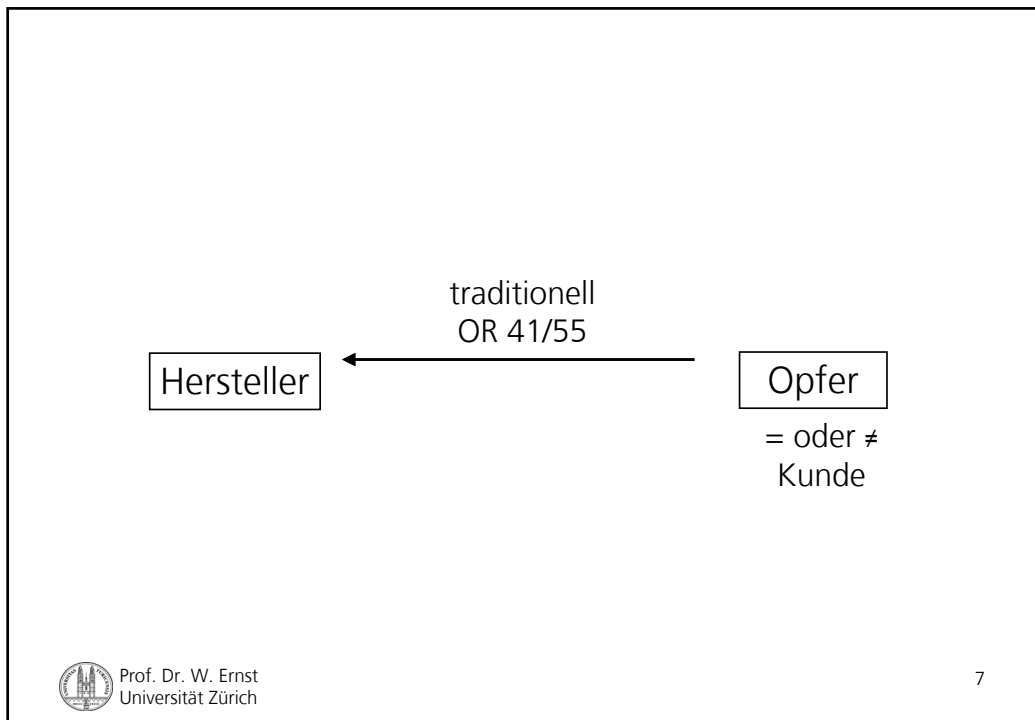 traditionell
OR 41/55
Hersteller
Opfer
= oder ≠
Kunde
Prof. Dr. W. Ernst
Universität Zürich
7